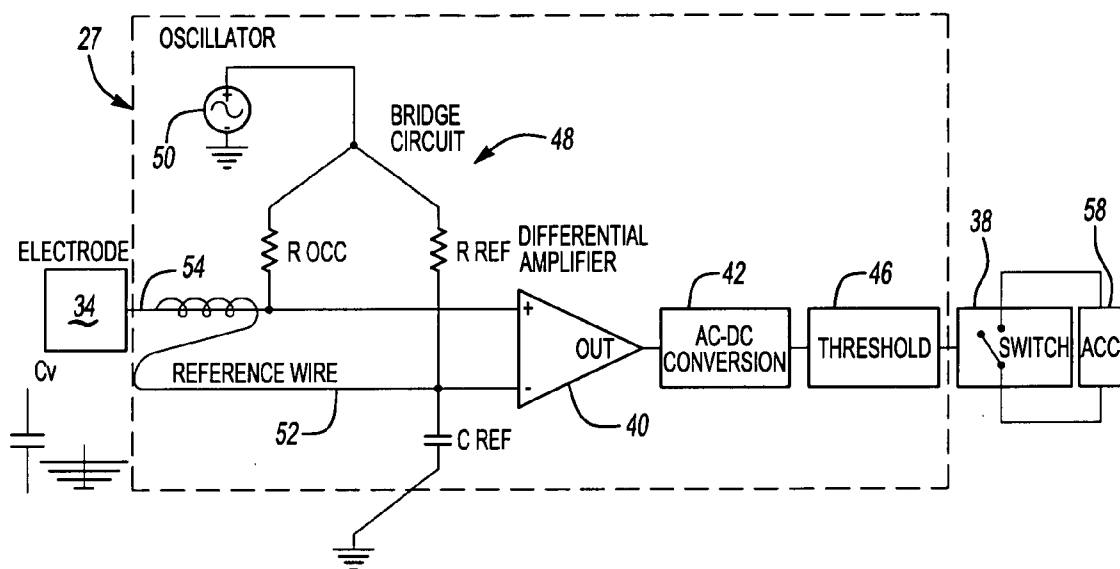 27
OSCILLATOR
50
BRIDGE
CIRCUIT
48
ELECTRODE
34
54
R OCC
R REF
DIFFERENTIAL
AMPLIFIER
42
46
38
58
+
-
+
-
OUT
AC-DC
CONVERSION
THRESHOLD
SWITCH
ACC
Cv
REFERENCE WIRE
52
40
C REF